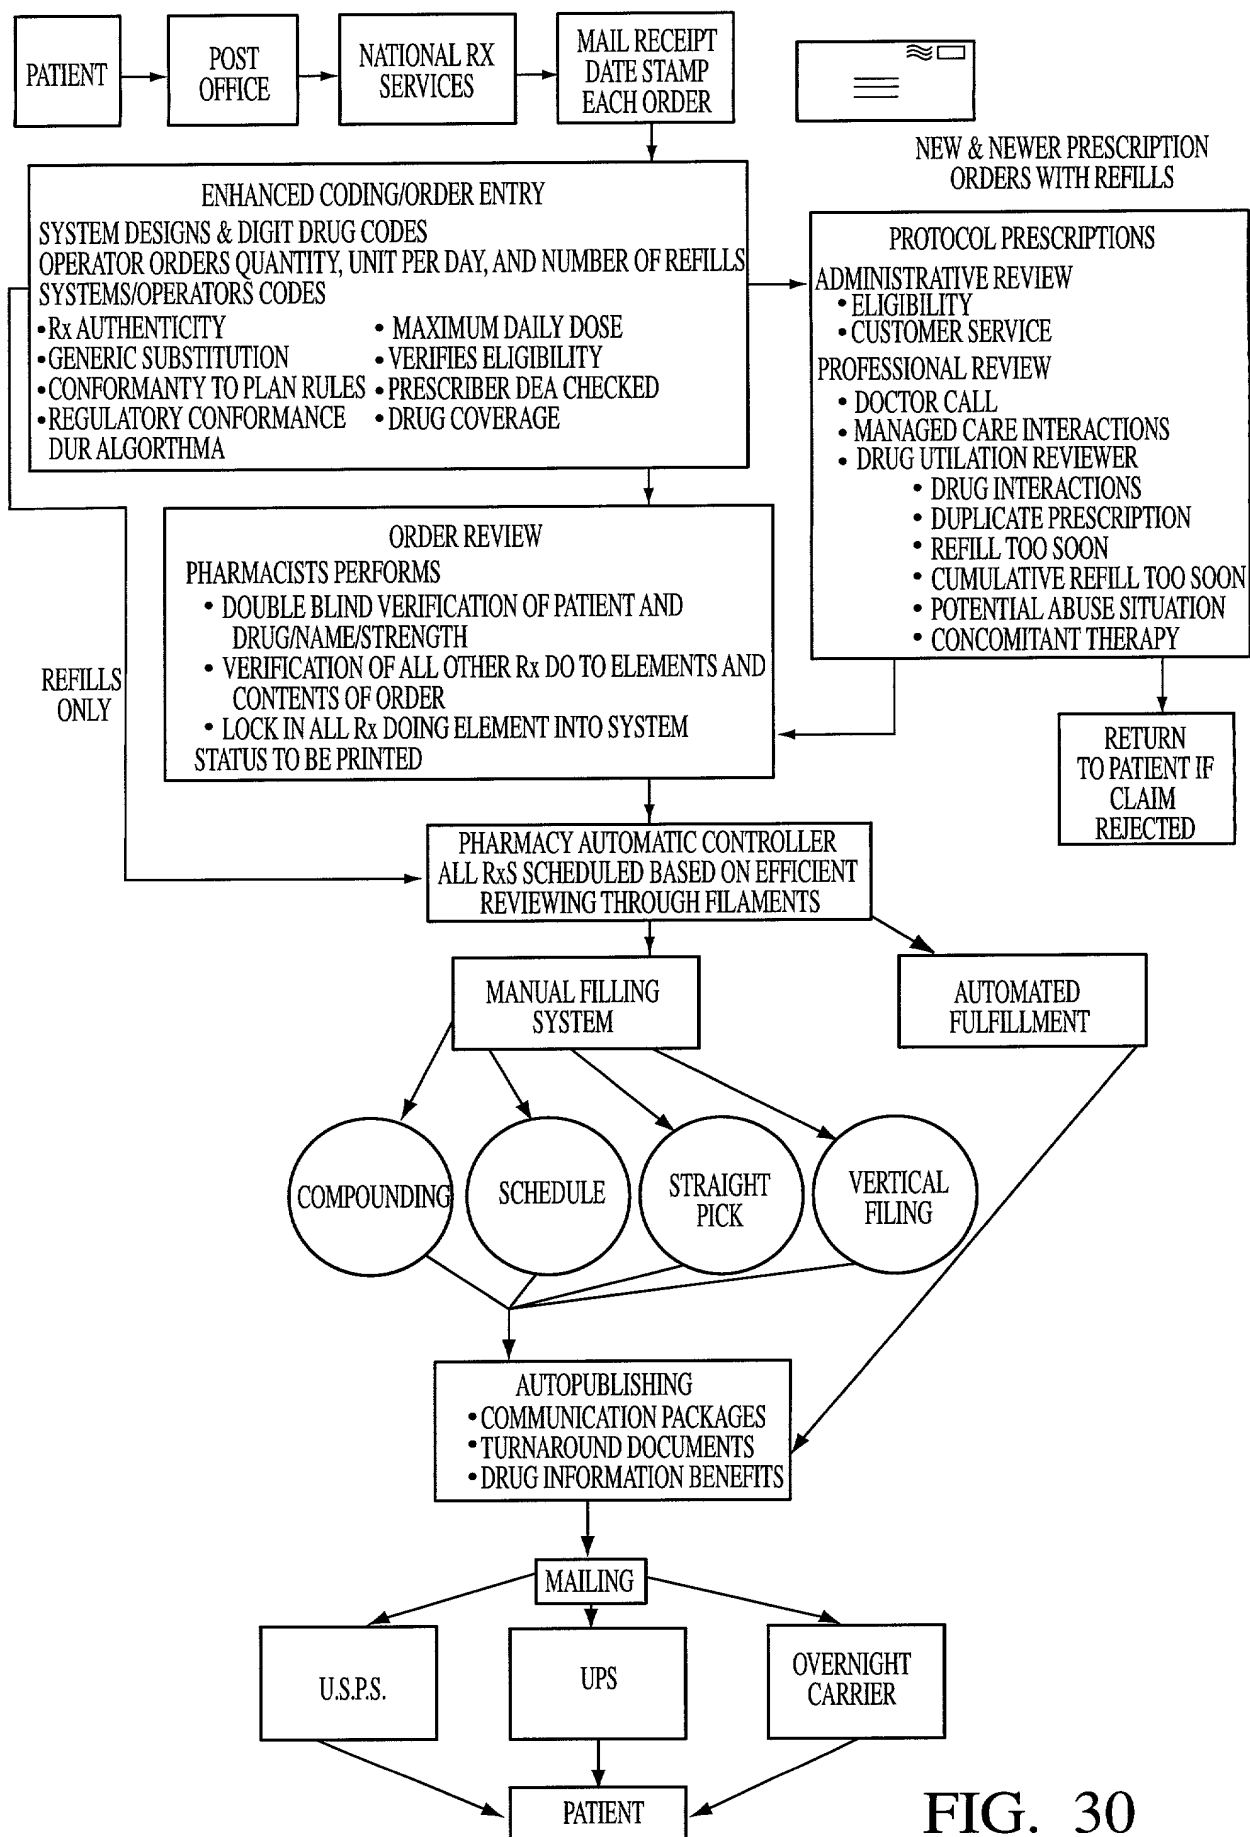 PATIENT
POST
OFFICE
NATIONAL RX
SERVICES
MAIL RECEIPT
DATE STAMP
EACH ORDER
NEW & NEWER PRESCRIPTION
ORDERS WITH REFILLS
ENHANCED CODING/ORDER ENTRY
SYSTEM DESIGNS & DIGIT DRUG CODES
OPERATOR ORDERS QUANTITY, UNIT PER DAY, AND NUMBER OF REFILLS
SYSTEMS/OPERATORS CODES
• Rx AUTHENTICITY
• GENERIC SUBSTITUTION
• CONFORMANTY TO PLAN RULES
• REGULATORY CONFORMANCE
DUR ALGORTHMA
• MAXIMUM DAILY DOSE
• VERIFIES ELIGIBILITY
• PRESCRIBER DEA CHECKED
• DRUG COVERAGE
PROTOCOL PRESCRIPTIONS
ADMINISTRATIVE REVIEW
• ELIGIBILITY
• CUSTOMER SERVICE
PROFESSIONAL REVIEW
• DOCTOR CALL
• MANAGED CARE INTERACTIONS
• DRUG UTILATION REVIEWER
• DRUG INTERACTIONS
• DUPLICATE PRESCRIPTION
• REFILL TOO SOON
• CUMULATIVE REFILL TOO SOON
• POTENTIAL ABUSE SITUATION
• CONCOMITANT THERAPY
ORDER REVIEW
PHARMACISTS PERFORMS
• DOUBLE BLIND VERIFICATION OF PATIENT AND
DRUG/NAME/STRENGTH
• VERIFICATION OF ALL OTHER Rx DO TO ELEMENTS AND
CONTENTS OF ORDER
• LOCK IN ALL Rx DOING ELEMENT INTO SYSTEM
STATUS TO BE PRINTED
REFILLS
ONLY
RETURN
TO PATIENT IF
CLAIM
REJECTED
PHARMACY AUTOMATIC CONTROLLER
ALL RxS SCHEDULED BASED ON EFFICIENT
REVIEWING THROUGH FILAMENTS
MANUAL FILLING
SYSTEM
AUTOMATED
FULFILLMENT
COMPOUNDING
SCHEDULE
STRAIGHT
PICK
VERTICAL
FILING
AUTOPUBLISHING
• COMMUNICATION PACKAGES
• TURNAROUND DOCUMENTS
• DRUG INFORMATION BENEFITS
MAILING
U.S.P.S.
UPS
OVERNIGHT
CARRIER
PATIENT
FIG. 30